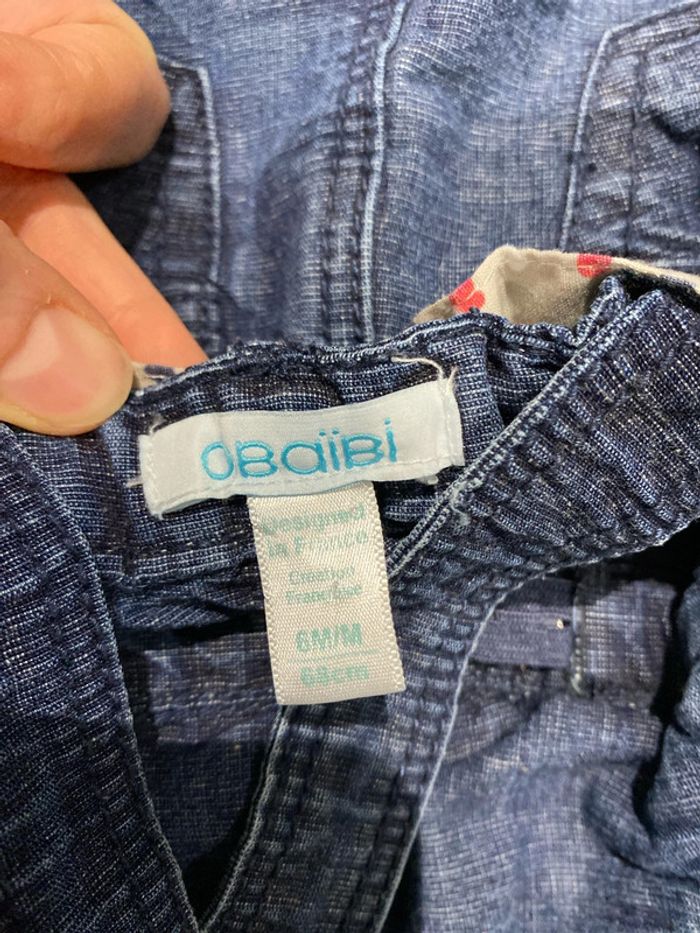 OBaïBi
Designed
in France
Création
Française
6M/M
68cm